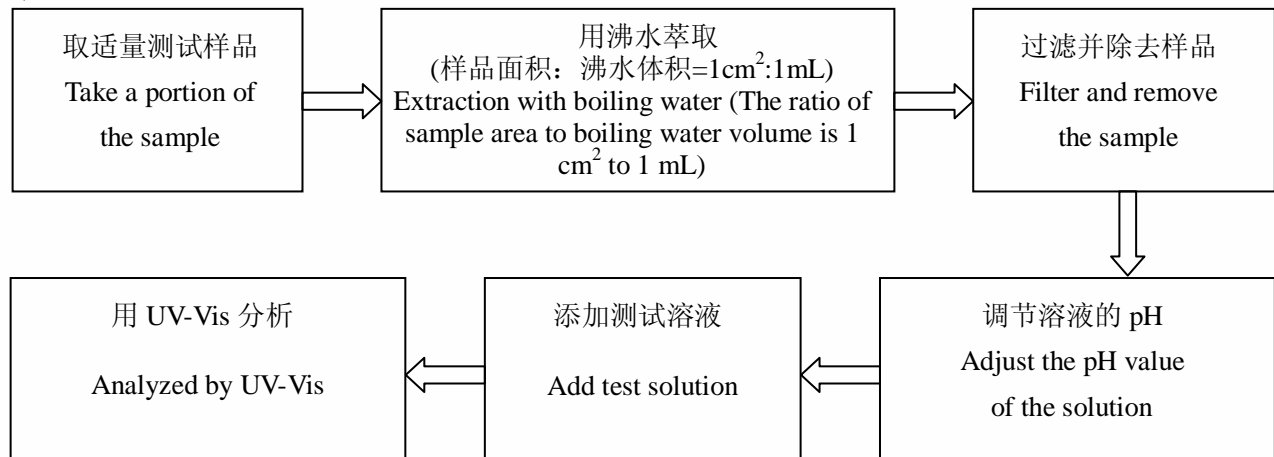 取适量测试样品
Take a portion of
the sample
用沸水萃取
(样品面积：沸水体积=1cm²:1mL)
Extraction with boiling water (The ratio of
sample area to boiling water volume is 1
cm² to 1 mL)
过滤并除去样品
Filter and remove
the sample
调节溶液的 pH
Adjust the pH value
of the solution
添加测试溶液
Add test solution
用 UV-Vis 分析
Analyzed by UV-Vis